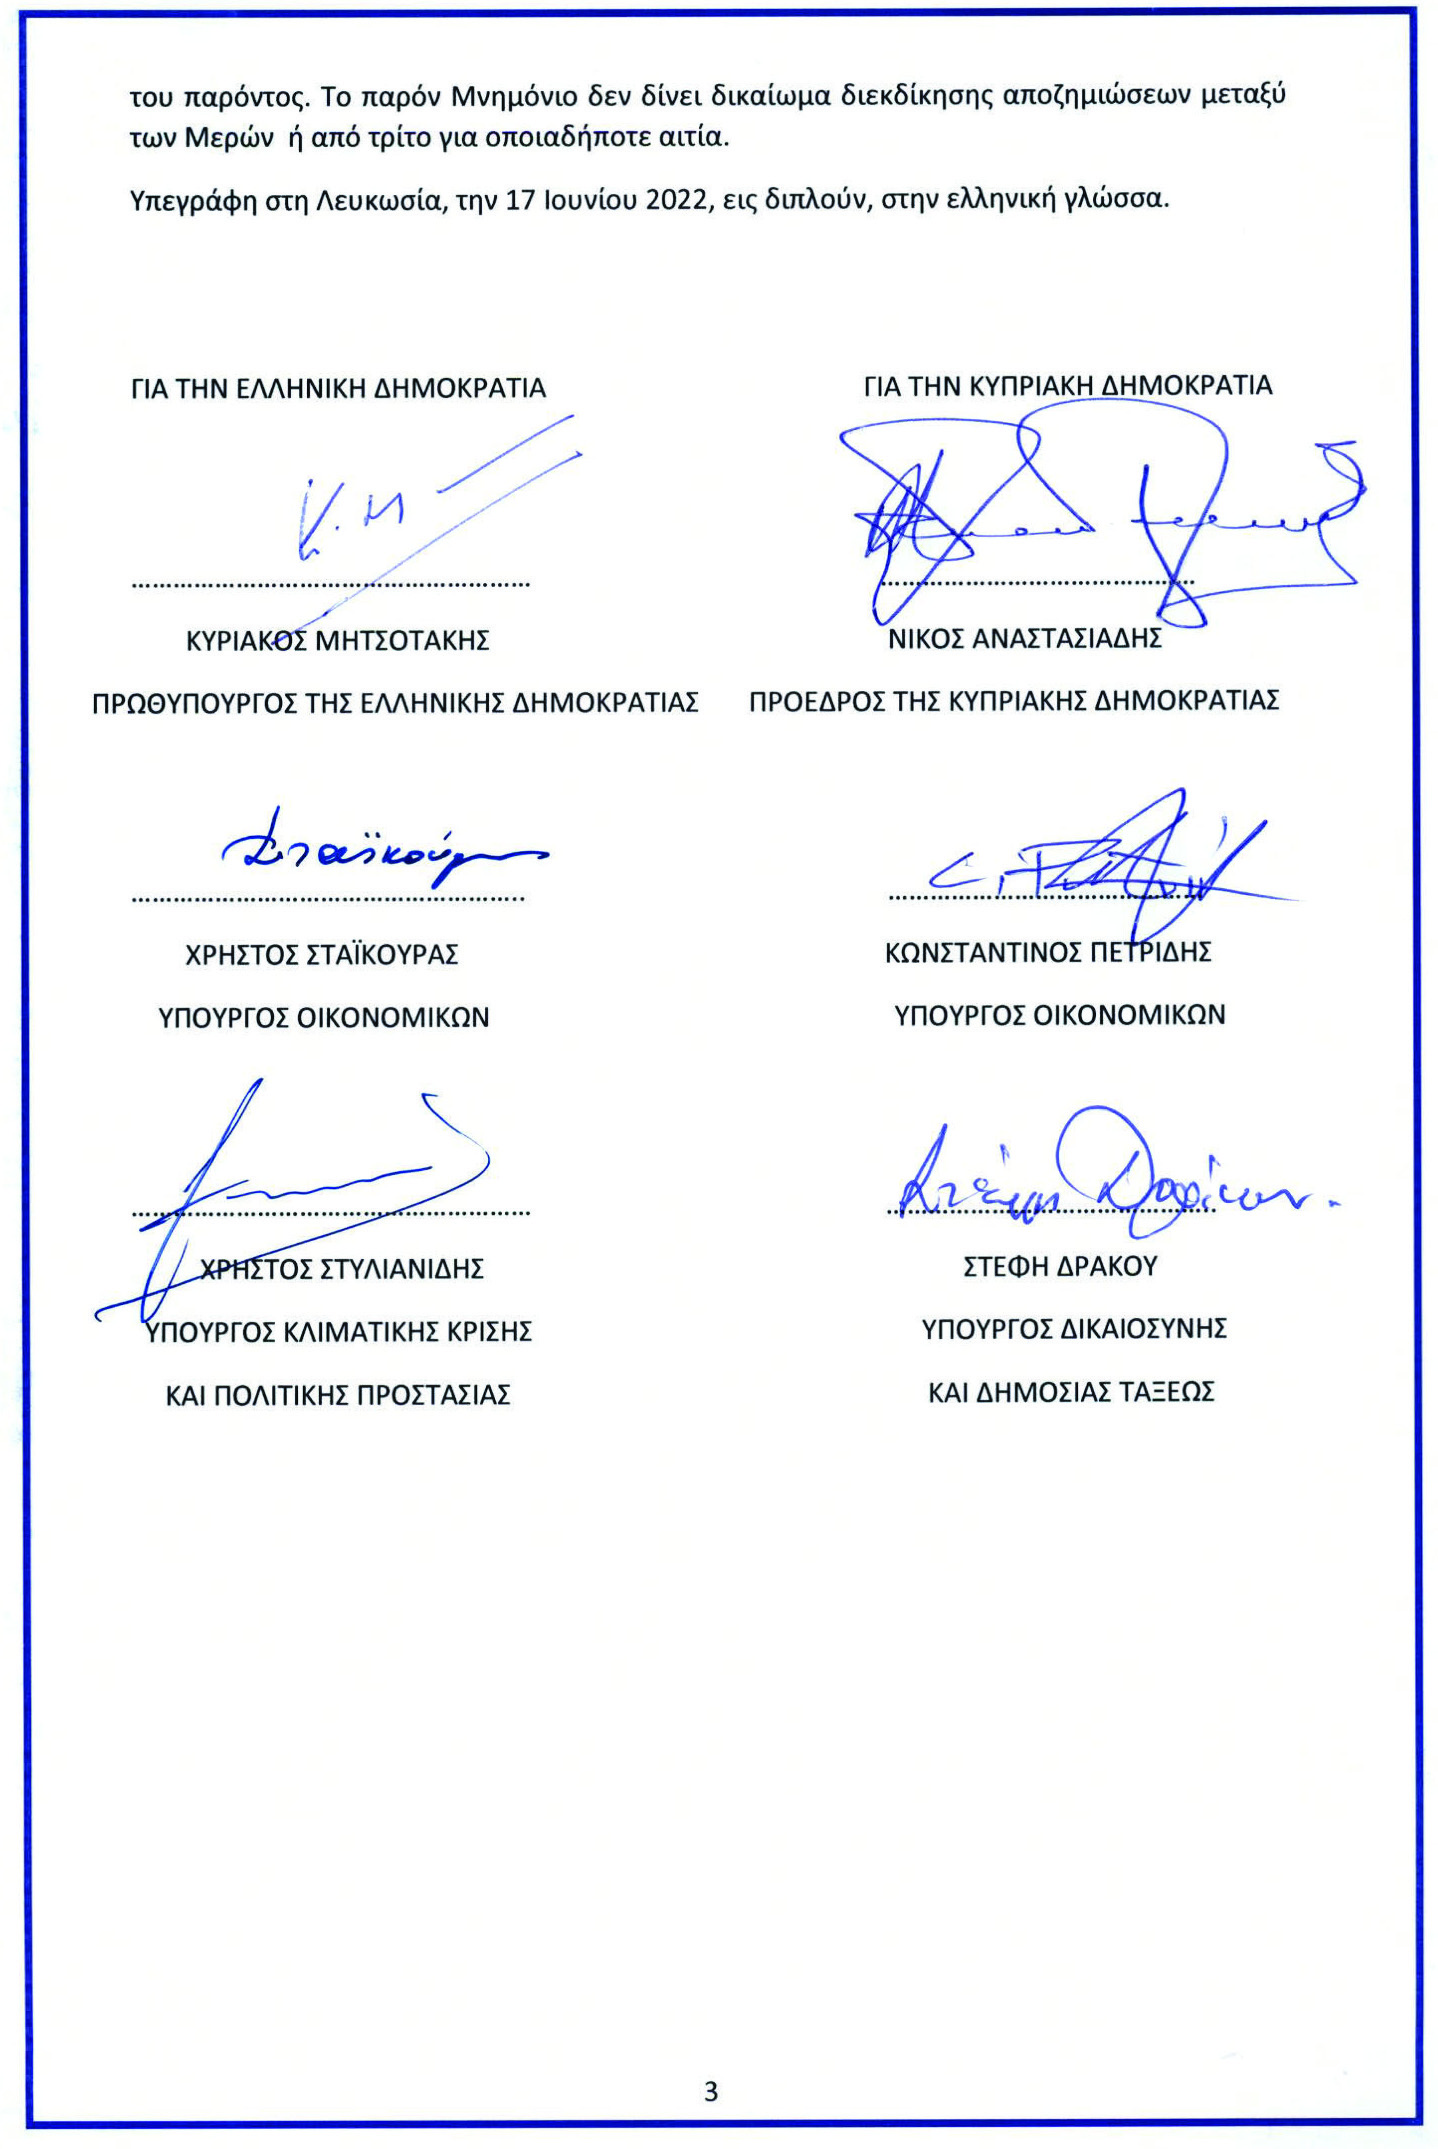 του παρόντος. Το παρόν Μνημόνιο δεν δίνει δικαίωμα διεκδίκησης αποζημιώσεων μεταξύ
των Μερών ή από τρίτο για οποιαδήποτε αιτία.
Υπεγράφη στη Λευκωσία, την 17 Ιουνίου 2022, εις διπλούν, στην ελληνική γλώσσα.
ΓΙΑ ΤΗΝ ΕΛΛΗΝΙΚΗ ΔΗΜΟΚΡΑΤΙΑ
ΓΙΑ ΤΗΝ ΚΥΠΡΙΑΚΗ ΔΗΜΟΚΡΑΤΙΑ
Κ. Μ
ΚΥΡΙΑΚΟΣ ΜΗΤΣΟΤΑΚΗΣ
ΝΙΚΟΣ ΑΝΑΣΤΑΣΙΑΔΗΣ
ΠΡΩΘΥΠΟΥΡΓΟΣ ΤΗΣ ΕΛΛΗΝΙΚΗΣ ΔΗΜΟΚΡΑΤΙΑΣ
ΠΡΟΕΔΡΟΣ ΤΗΣ ΚΥΠΡΙΑΚΗΣ ΔΗΜΟΚΡΑΤΙΑΣ
ΧΡΗΣΤΟΣ ΣΤΑΪΚΟΥΡΑΣ
ΚΩΝΣΤΑΝΤΙΝΟΣ ΠΕΤΡΙΔΗΣ
ΥΠΟΥΡΓΟΣ ΟΙΚΟΝΟΜΙΚΩΝ
ΥΠΟΥΡΓΟΣ ΟΙΚΟΝΟΜΙΚΩΝ
ΧΡΗΣΤΟΣ ΣΤΥΛΙΑΝΙΔΗΣ
ΣΤΕΦΗ ΔΡΑΚΟΥ
ΥΠΟΥΡΓΟΣ ΚΛΙΜΑΤΙΚΗΣ ΚΡΙΣΗΣ
ΥΠΟΥΡΓΟΣ ΔΙΚΑΙΟΣΥΝΗΣ
ΚΑΙ ΠΟΛΙΤΙΚΗΣ ΠΡΟΣΤΑΣΙΑΣ
ΚΑΙ ΔΗΜΟΣΙΑΣ ΤΑΞΕΩΣ
3